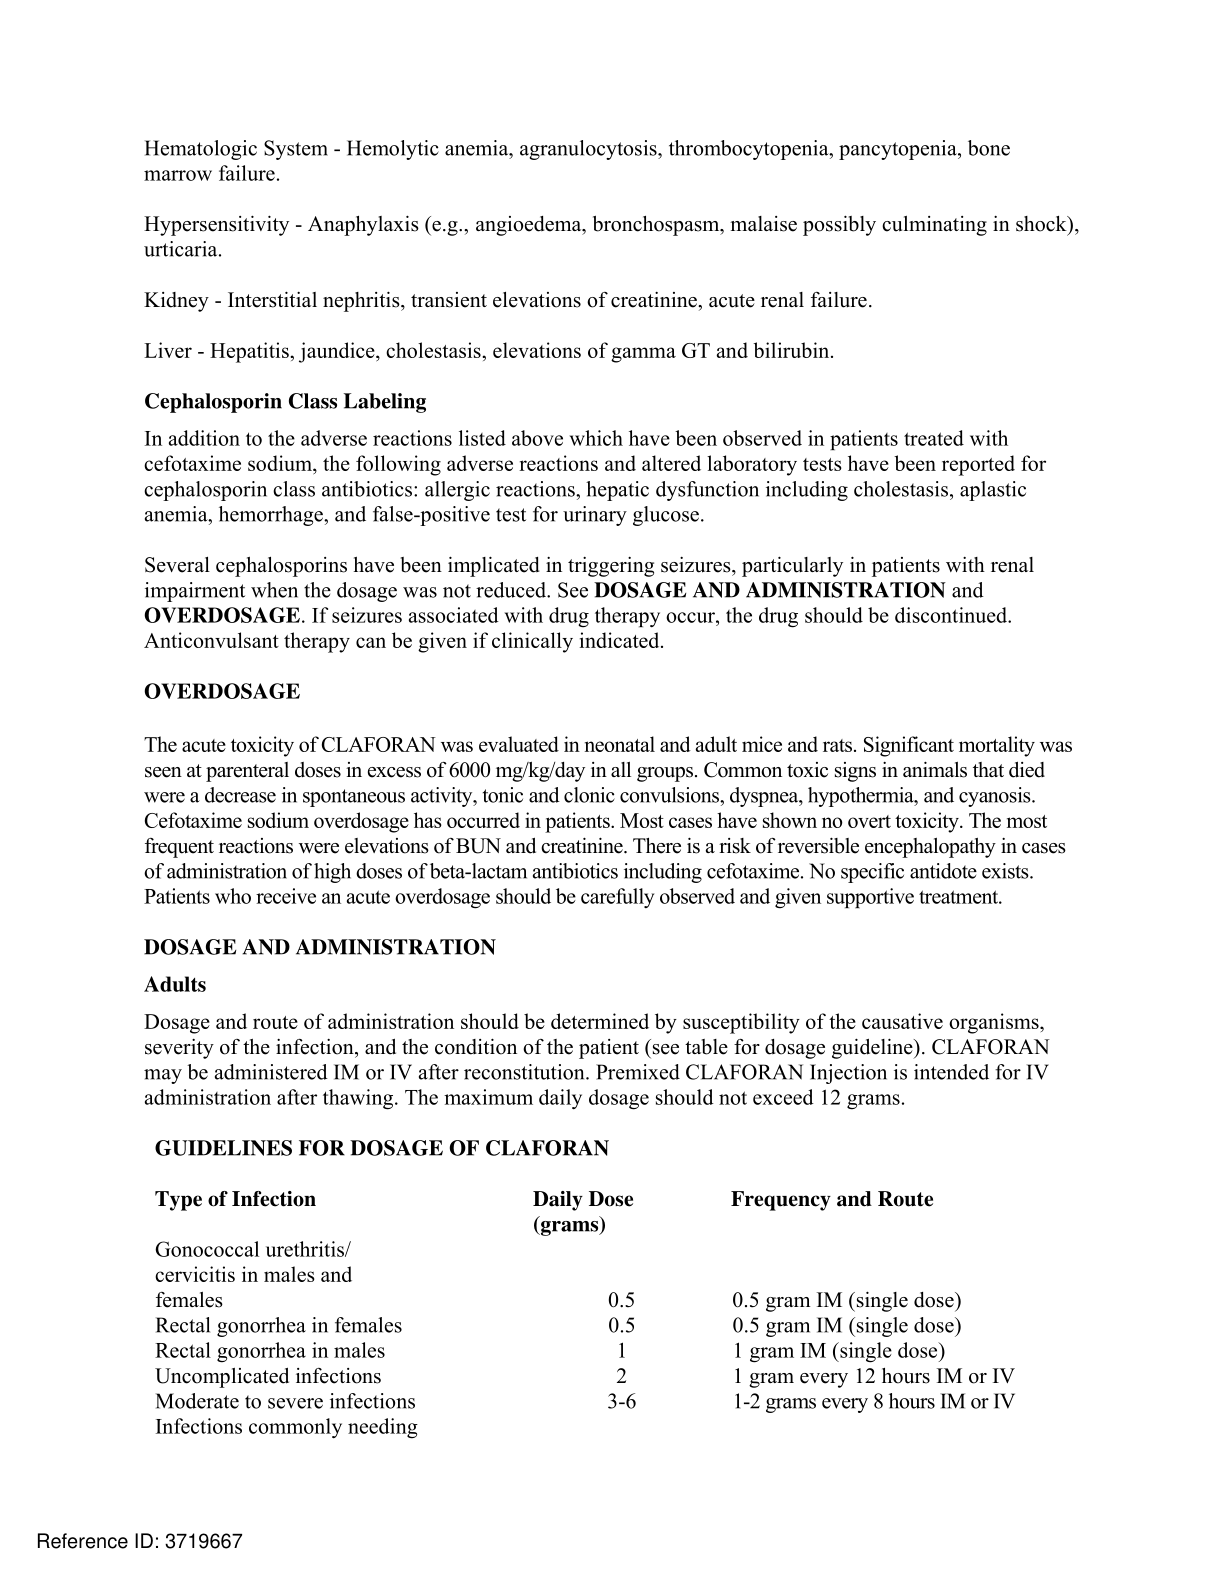 Hematologic System - Hemolytic anemia, agranulocytosis, thrombocytopenia, pancytopenia, bone
marrow failure.
Hypersensitivity - Anaphylaxis (e.g., angioedema, bronchospasm, malaise possibly culminating in shock),
urticaria.
Kidney - Interstitial nephritis, transient elevations of creatinine, acute renal failure.
Liver - Hepatitis, jaundice, cholestasis, elevations of gamma GT and bilirubin.
Cephalosporin Class Labeling
In addition to the adverse reactions listed above which have been observed in patients treated with
cefotaxime sodium, the following adverse reactions and altered laboratory tests have been reported for
cephalosporin class antibiotics: allergic reactions, hepatic dysfunction including cholestasis, aplastic
anemia, hemorrhage, and false-positive test for urinary glucose.
Several cephalosporins have been implicated in triggering seizures, particularly in patients with renal
impairment when the dosage was not reduced. See DOSAGE AND ADMINISTRATION and
OVERDOSAGE. If seizures associated with drug therapy occur, the drug should be discontinued.
Anticonvulsant therapy can be given if clinically indicated.
OVERDOSAGE
The acute toxicity of CLAFORAN was evaluated in neonatal and adult mice and rats. Significant mortality was
seen at parenteral doses in excess of 6000 mg/kg/day in all groups. Common toxic signs in animals that died
were a decrease in spontaneous activity, tonic and clonic convulsions, dyspnea, hypothermia, and cyanosis.
Cefotaxime sodium overdosage has occurred in patients. Most cases have shown no overt toxicity. The most
frequent reactions were elevations of BUN and creatinine. There is a risk of reversible encephalopathy in cases
of administration of high doses of beta-lactam antibiotics including cefotaxime. No specific antidote exists.
Patients who receive an acute overdosage should be carefully observed and given supportive treatment.
DOSAGE AND ADMINISTRATION
Adults
Dosage and route of administration should be determined by susceptibility of the causative organisms,
severity of the infection, and the condition of the patient (see table for dosage guideline). CLAFORAN
may be administered IM or IV after reconstitution. Premixed CLAFORAN Injection is intended for IV
administration after thawing. The maximum daily dosage should not exceed 12 grams.
GUIDELINES FOR DOSAGE OF CLAFORAN
Type of Infection Daily Dose Frequency and Route
(grams)
Gonococcal urethritis/
cervicitis in males and
females 0.5 0.5 gram IM (single dose)
Rectal gonorrhea in females 0.5 0.5 gram IM (single dose)
Rectal gonorrhea in males 1 1 gram IM (single dose)
Uncomplicated infections 2 1 gram every 12 hours IM or IV
Moderate to severe infections 3-6 1-2 grams every 8 hours IM or IV
Infections commonly needing
Reference ID: 3719667